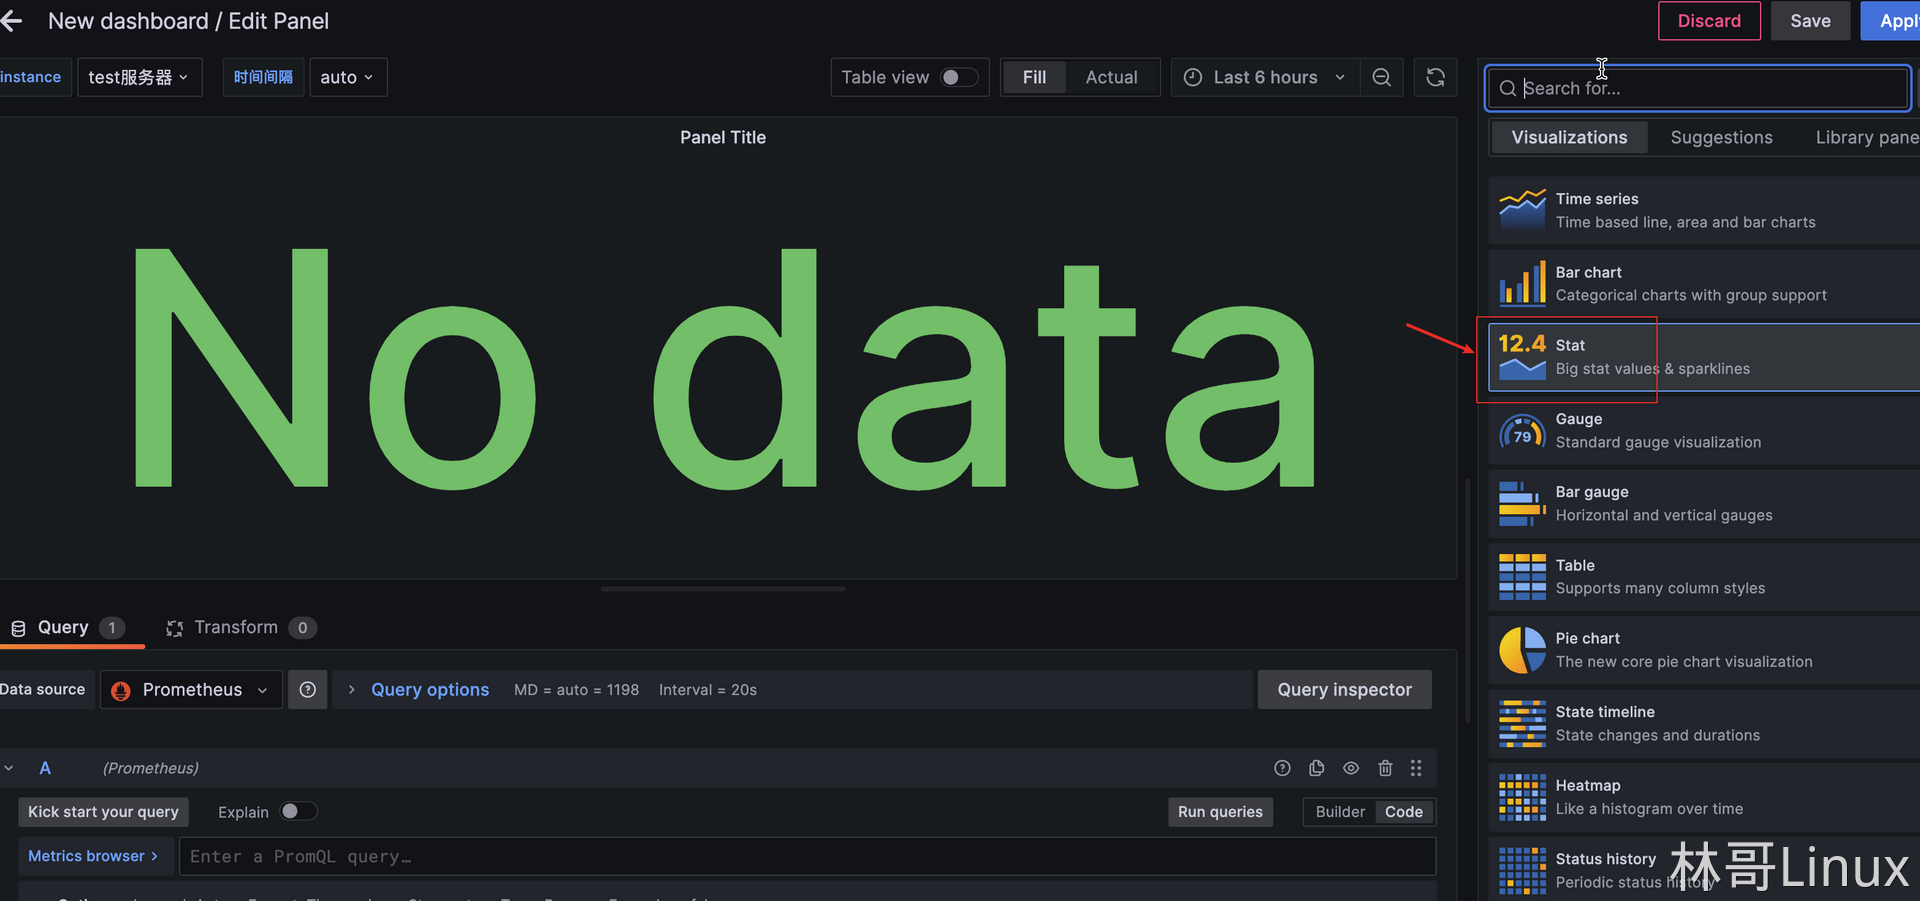 New dashboard / Edit Panel
Discard
Save
Apply
instance
test服务器
时间间隔
auto
Table view
Fill
Actual
Last 6 hours
Search for...
Visualizations
Suggestions
Library pane
Panel Title
No data
Time series
Time based line, area and bar charts
Bar chart
Categorical charts with group support
12.4
Stat
Big stat values & sparklines
79
Gauge
Standard gauge visualization
Bar gauge
Horizontal and vertical gauges
Table
Supports many column styles
Pie chart
The new core pie chart visualization
State timeline
State changes and durations
Heatmap
Like a histogram over time
Status history
Periodic status history
Query 1
Transform 0
Data source
Prometheus
Query options
MD = auto = 1198
Interval = 20s
Query inspector
A
(Prometheus)
Kick start your query
Explain
Run queries
Builder
Code
Metrics browser >
Enter a PromQL query…
林哥Linux